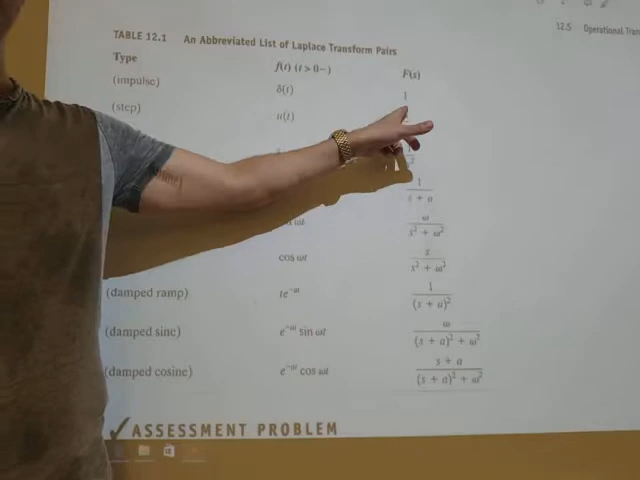 12.5 Operational Tran
TABLE 12.1 An Abbreviated List of Laplace Transform Pairs
Type f(t) (t > 0−) F(s)
(impulse) δ(t) 1
(step) u(t)
1/(s + a)
ωt ω/(s² + ω²)
cos ωt s/(s² + ω²)
(damped ramp) te⁻ᵃᵗ 1/(s + a)²
(damped sine) e⁻ᵃᵗ sin ωt ω/((s + a)² + ω²)
(damped cosine) e⁻ᵃᵗ cos ωt (s + a)/((s + a)² + ω²)
✓ASSESSMENT PROBLEM